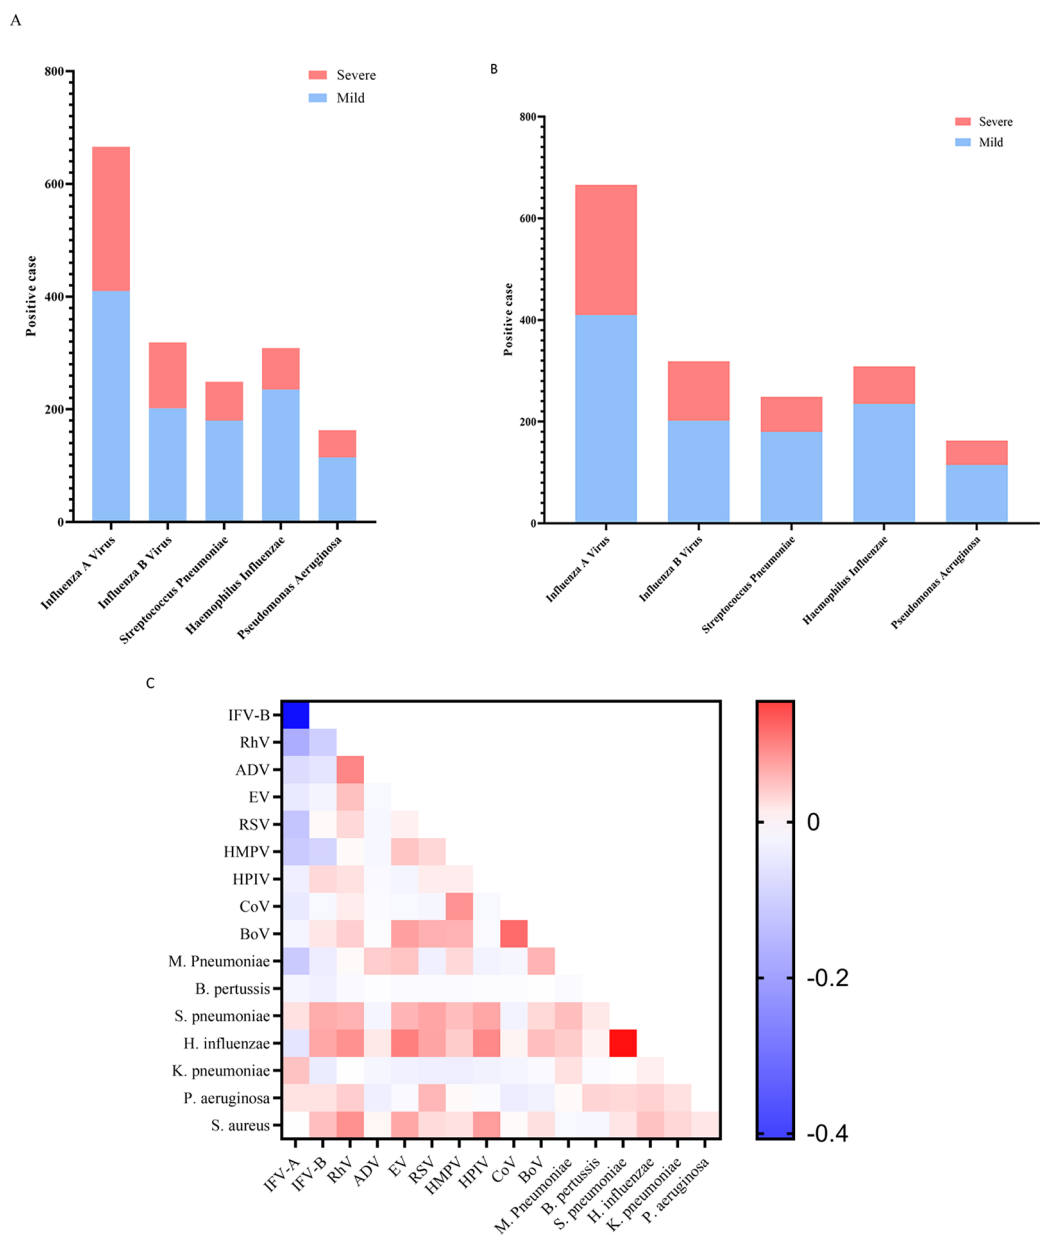 A
800
600
400
200
0
Positive case
Severe
Mild
Influenza A Virus
Influenza B Virus
Streptococcus Pneumoniae
Haemophilus Influenzae
Pseudomonas Aeruginosa
B
800
600
400
200
0
Positive case
Severe
Mild
Influenza A Virus
Influenza B Virus
Streptococcus Pneumoniae
Haemophilus Influenzae
Pseudomonas Aeruginosa
C
IFV-B
RhV
ADV
EV
RSV
HMPV
HPIV
CoV
BoV
M. Pneumoniae
B. pertussis
S. pneumoniae
H. influenzae
K. pneumoniae
P. aeruginosa
S. aureus
IFV-A
IFV-B
RhV
ADV
EV
RSV
HMPV
HPIV
CoV
BoV
M. Pneumoniae
B. pertussis
S. pneumoniae
H. influenzae
K. pneumoniae
P. aeruginosa
0
-0.2
-0.4